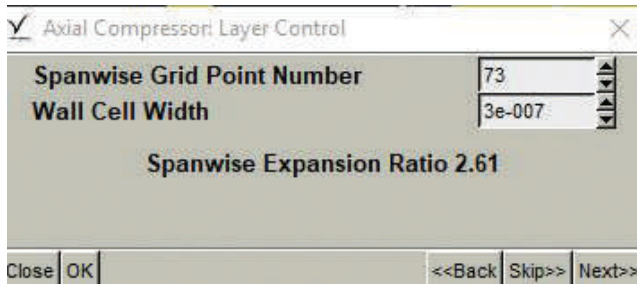 Axial Compressor: Layer Control
Spanwise Grid Point Number 73
Wall Cell Width 3e-007
Spanwise Expansion Ratio 2.61
Close OK <<Back Skip>> Next>>